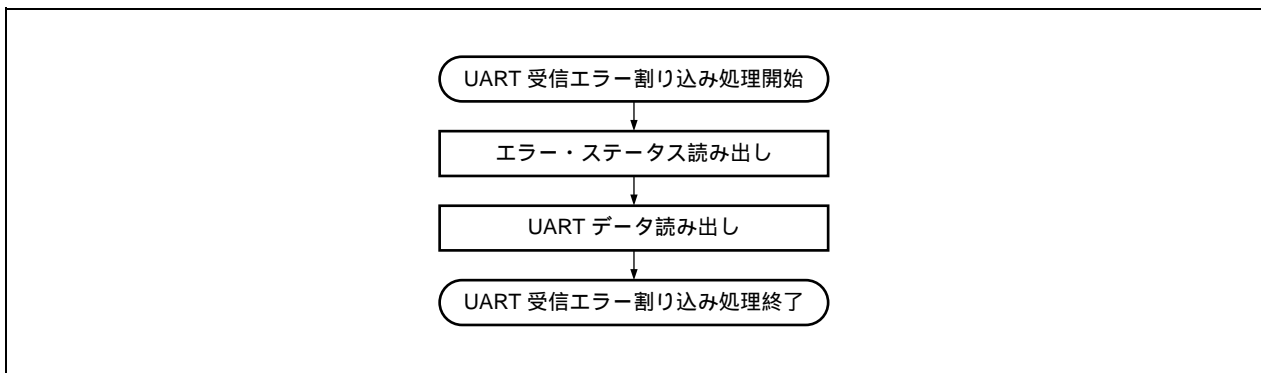 UART 受信エラー割り込み処理開始
エラー・ステータス読み出し
UART データ読み出し
UART 受信エラー割り込み処理終了